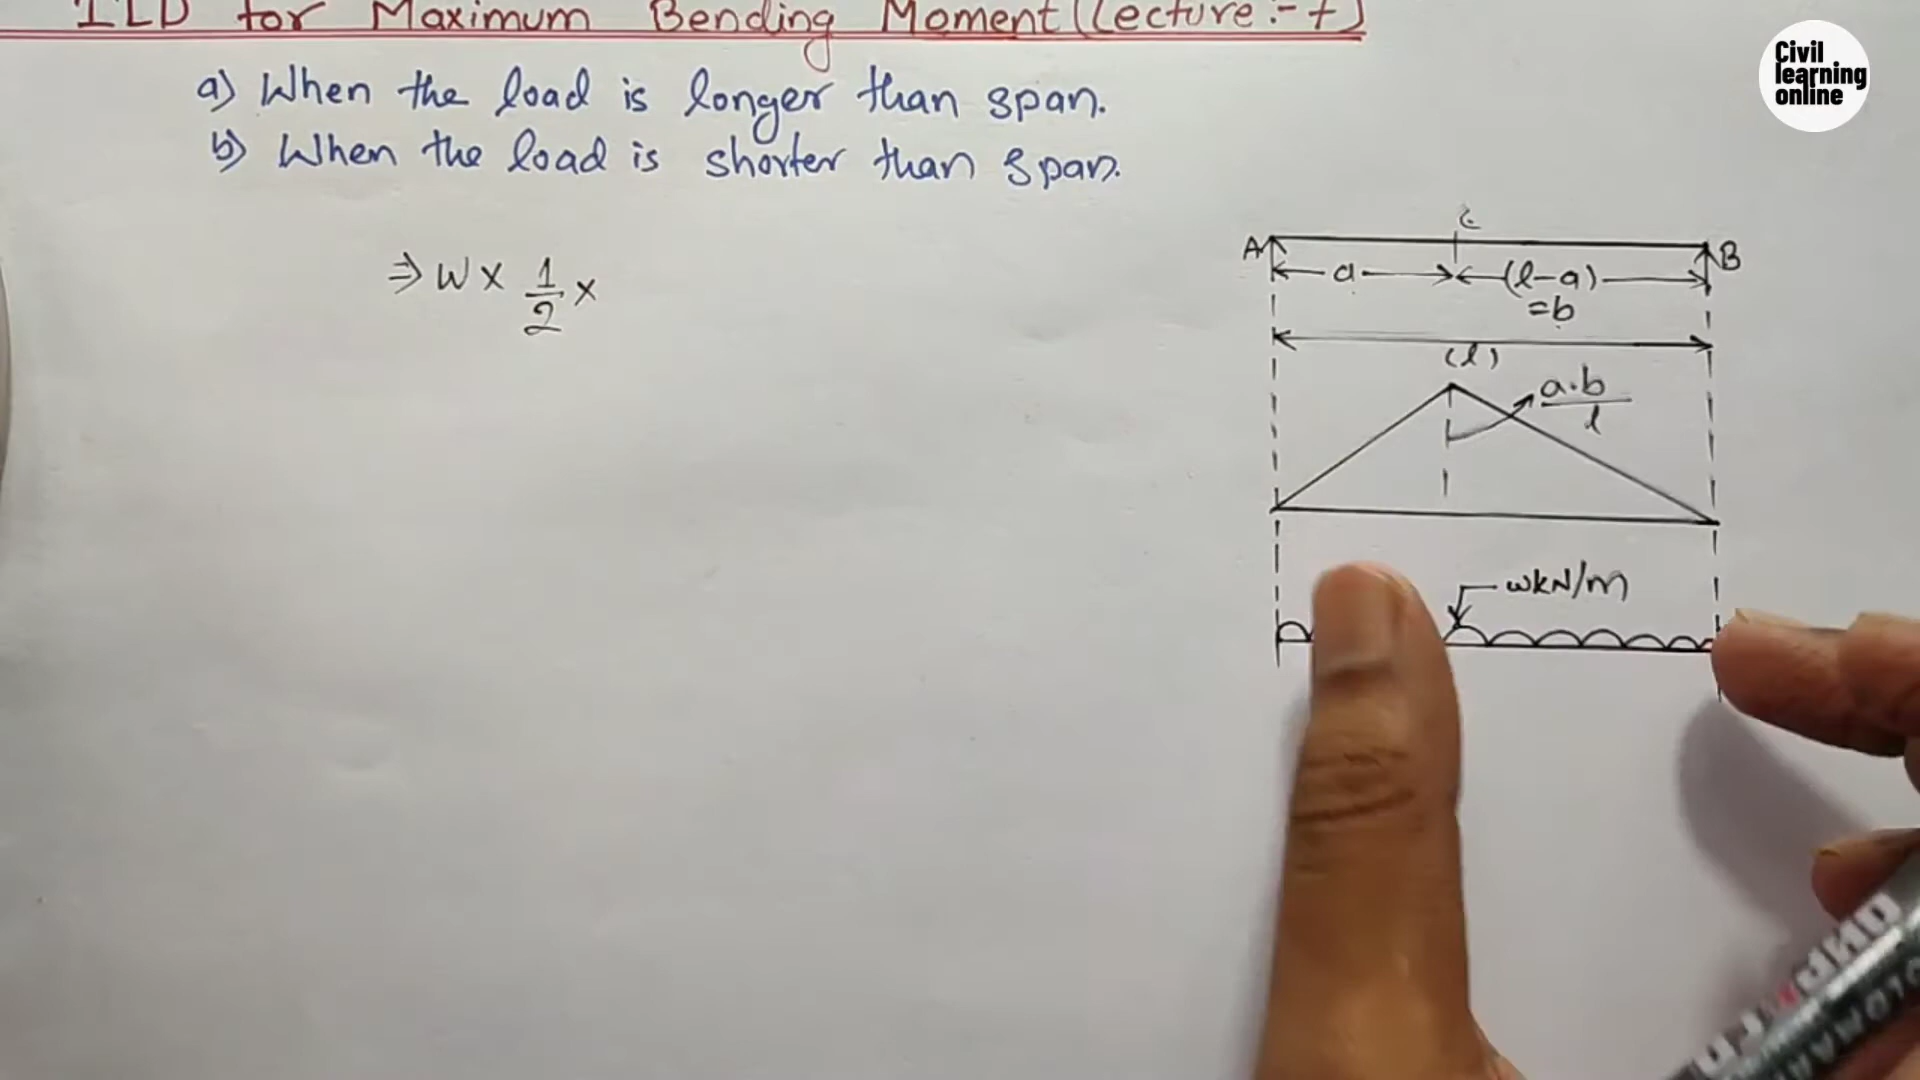 ILD for Maximum Bending Moment (Lecture:-7)
a) When the load is longer than span.
b) When the load is shorter than span.
⇒ W x 1/2 x
A C B
a (l-a)
=b
(l)
a.b/l
wkN/m
Civil
learning
online